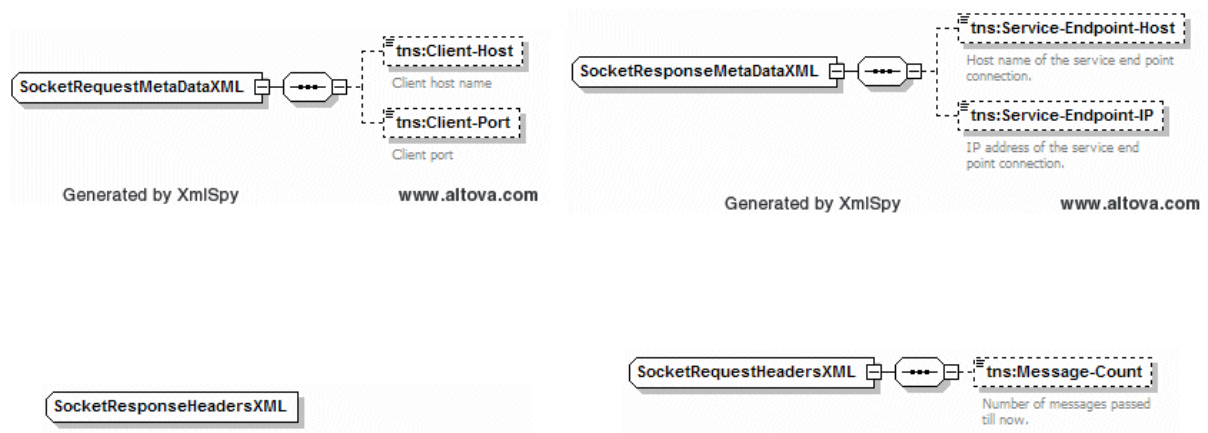 SocketRequestMetaDataXML
tns:Client-Host
Client host name
tns:Client-Port
Client port
Generated by XmlSpy
www.altova.com
SocketResponseMetaDataXML
tns:Service-Endpoint-Host
Host name of the service end point
connection.
tns:Service-Endpoint-IP
IP address of the service end
point connection.
Generated by XmlSpy
www.altova.com
SocketResponseHeadersXML
SocketRequestHeadersXML
tns:Message-Count
Number of messages passed
till now.